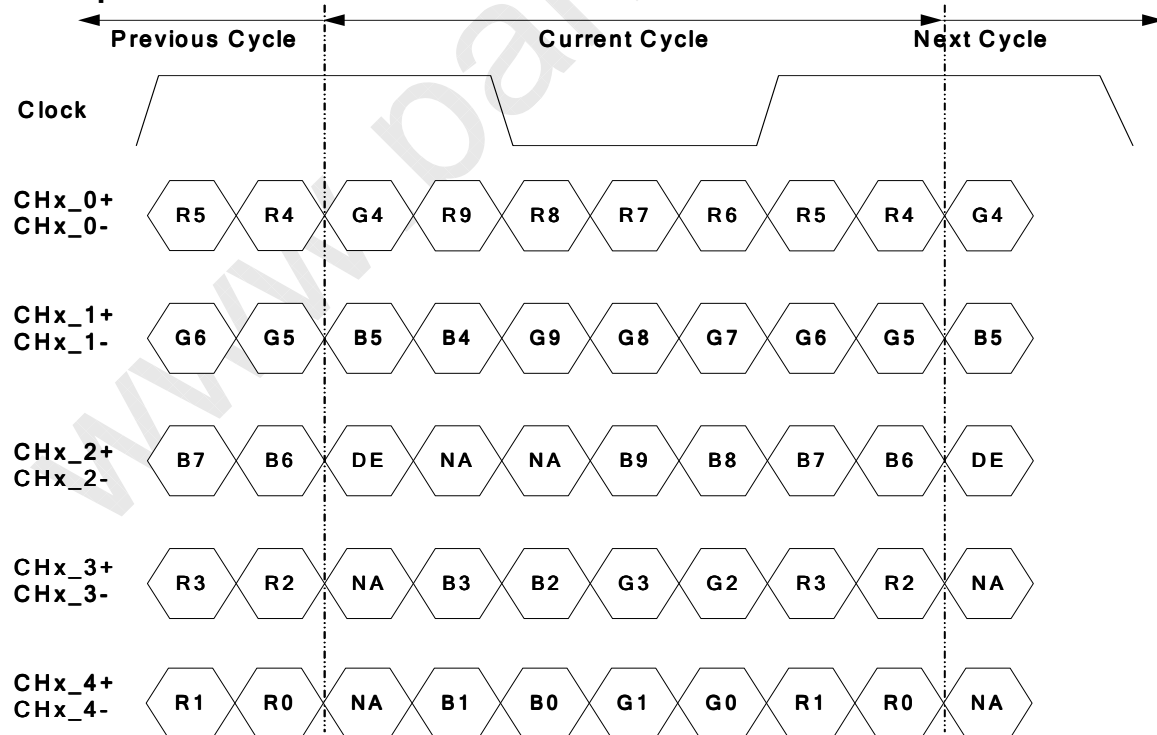 Previous Cycle Current Cycle Next Cycle
Clock
CHx_0+
CHx_0-
R5 R4 G4 R9 R8 R7 R6 R5 R4 G4
CHx_1+
CHx_1-
G6 G5 B5 B4 G9 G8 G7 G6 G5 B5
CHx_2+
CHx_2-
B7 B6 DE NA NA B9 B8 B7 B6 DE
CHx_3+
CHx_3-
R3 R2 NA B3 B2 G3 G2 R3 R2 NA
CHx_4+
CHx_4-
R1 R0 NA B1 B0 G1 G0 R1 R0 NA
www.pa